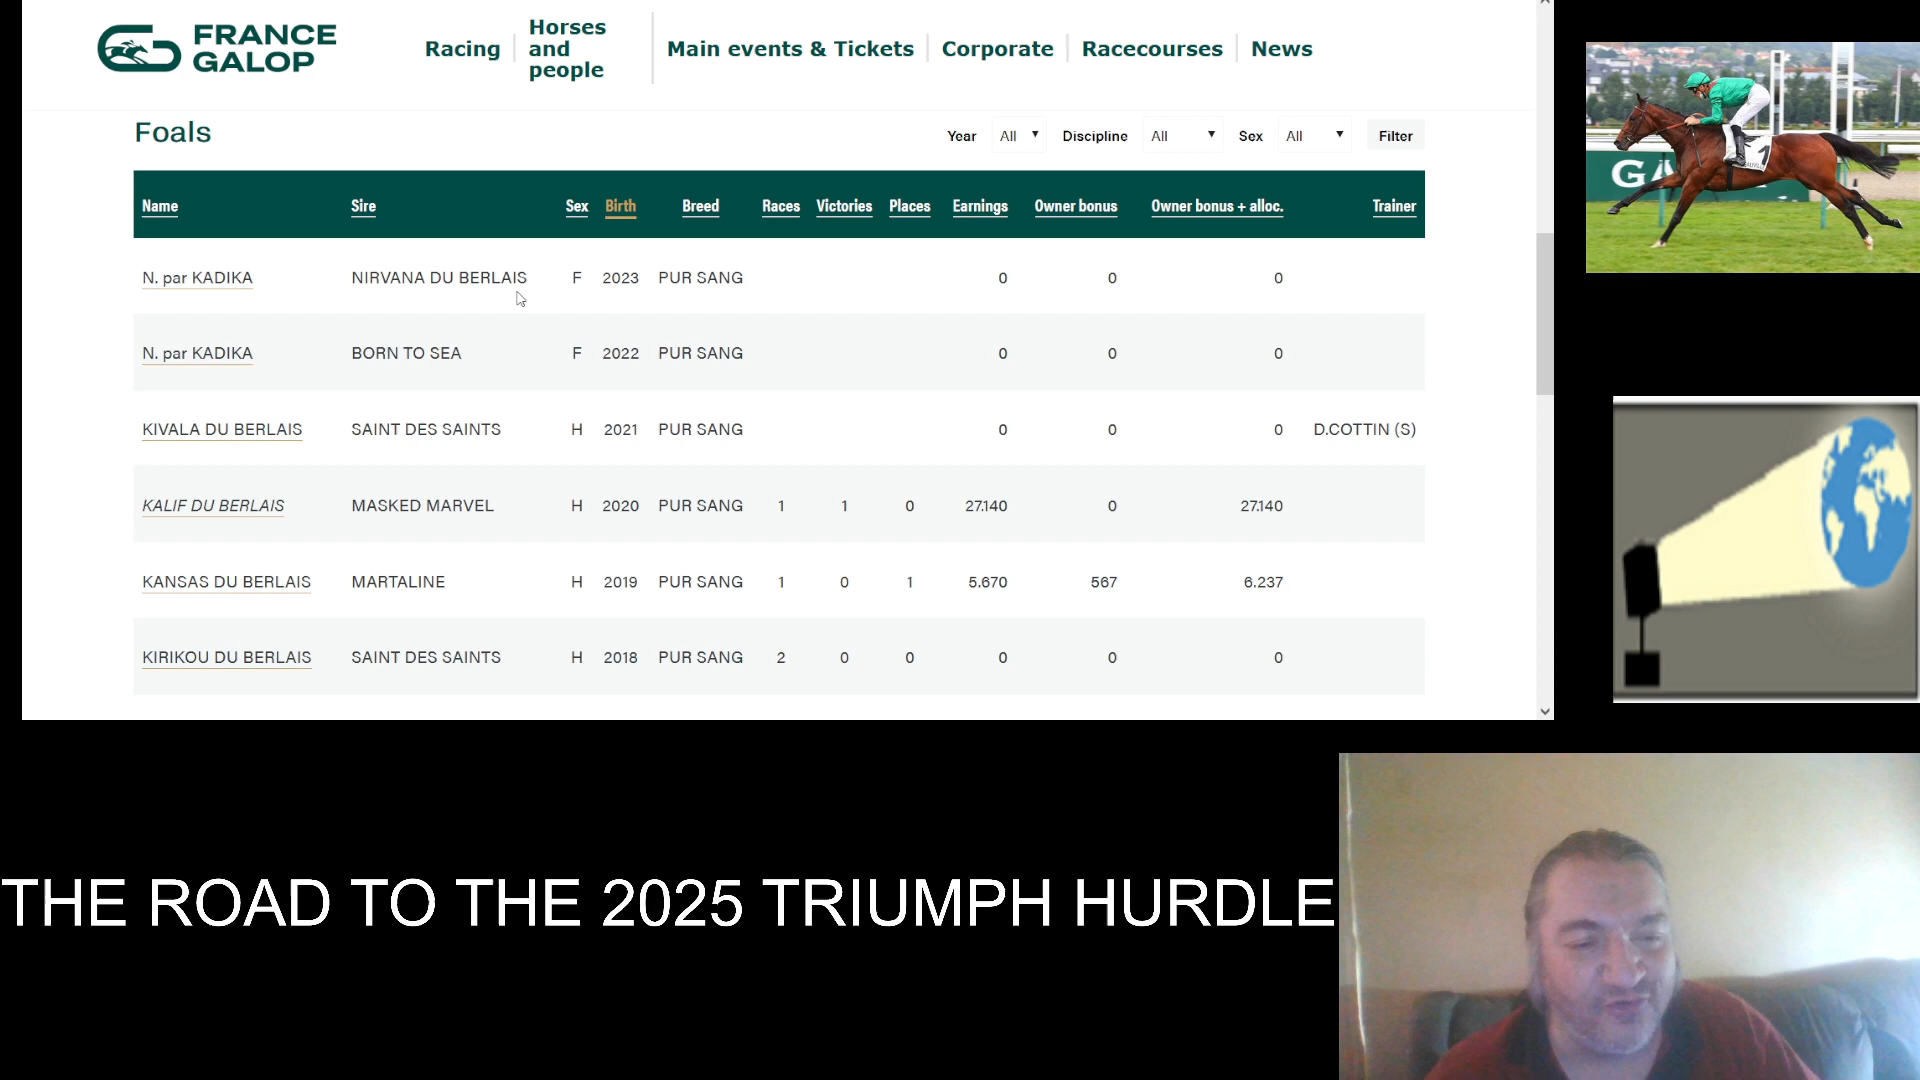 FRANCE
GALOP
Racing
Horses
and
people
Main events & Tickets
Corporate
Racecourses
News
Foals
Year All Discipline All Sex All Filter
Name Sire Sex Birth Breed Races Victories Places Earnings Owner bonus Owner bonus + alloc. Trainer
N. par KADIKA NIRVANA DU BERLAIS F 2023 PUR SANG 0 0 0
N. par KADIKA BORN TO SEA F 2022 PUR SANG 0 0 0
KIVALA DU BERLAIS SAINT DES SAINTS H 2021 PUR SANG 0 0 0 D.COTTIN (S)
KALIF DU BERLAIS MASKED MARVEL H 2020 PUR SANG 1 1 0 27.140 0 27.140
KANSAS DU BERLAIS MARTALINE H 2019 PUR SANG 1 0 1 5.670 567 6.237
KIRIKOU DU BERLAIS SAINT DES SAINTS H 2018 PUR SANG 2 0 0 0 0 0
GA
1
THE ROAD TO THE 2025 TRIUMPH HURDLE